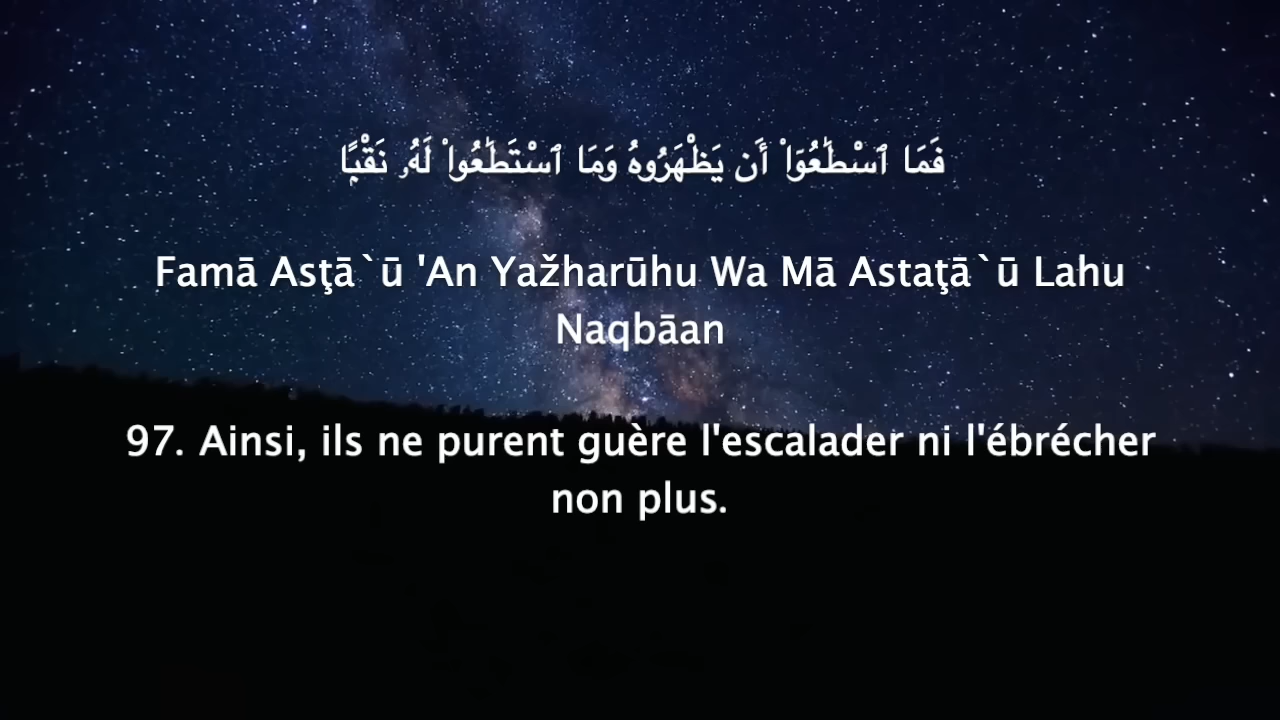 فَمَا ٱسْطَٰعُوٓا۟ أَن يَظْهَرُوهُ وَمَا ٱسْتَطَٰعُوا۟ لَهُۥ نَقْبًۭا
Famā Asţā`ū 'An Yažharūhu Wa Mā Astaţā`ū Lahu
Naqbāan
97. Ainsi, ils ne purent guère l'escalader ni l'ébrécher
non plus.